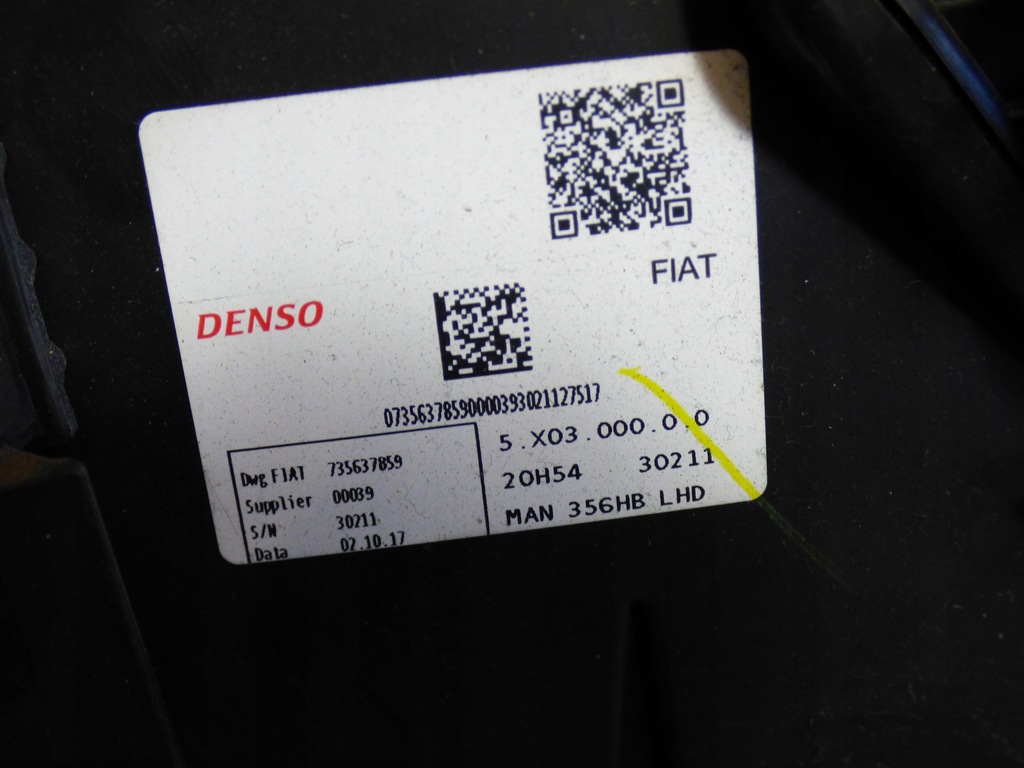 FIAT
DENSO
07356378590000393021127517
Dwg FIAT 735637859
Supplier 00039
S/N 30211
Data 02.10.17
5.X03.000.0,0
20H54 30211
MAN 356HB LHD